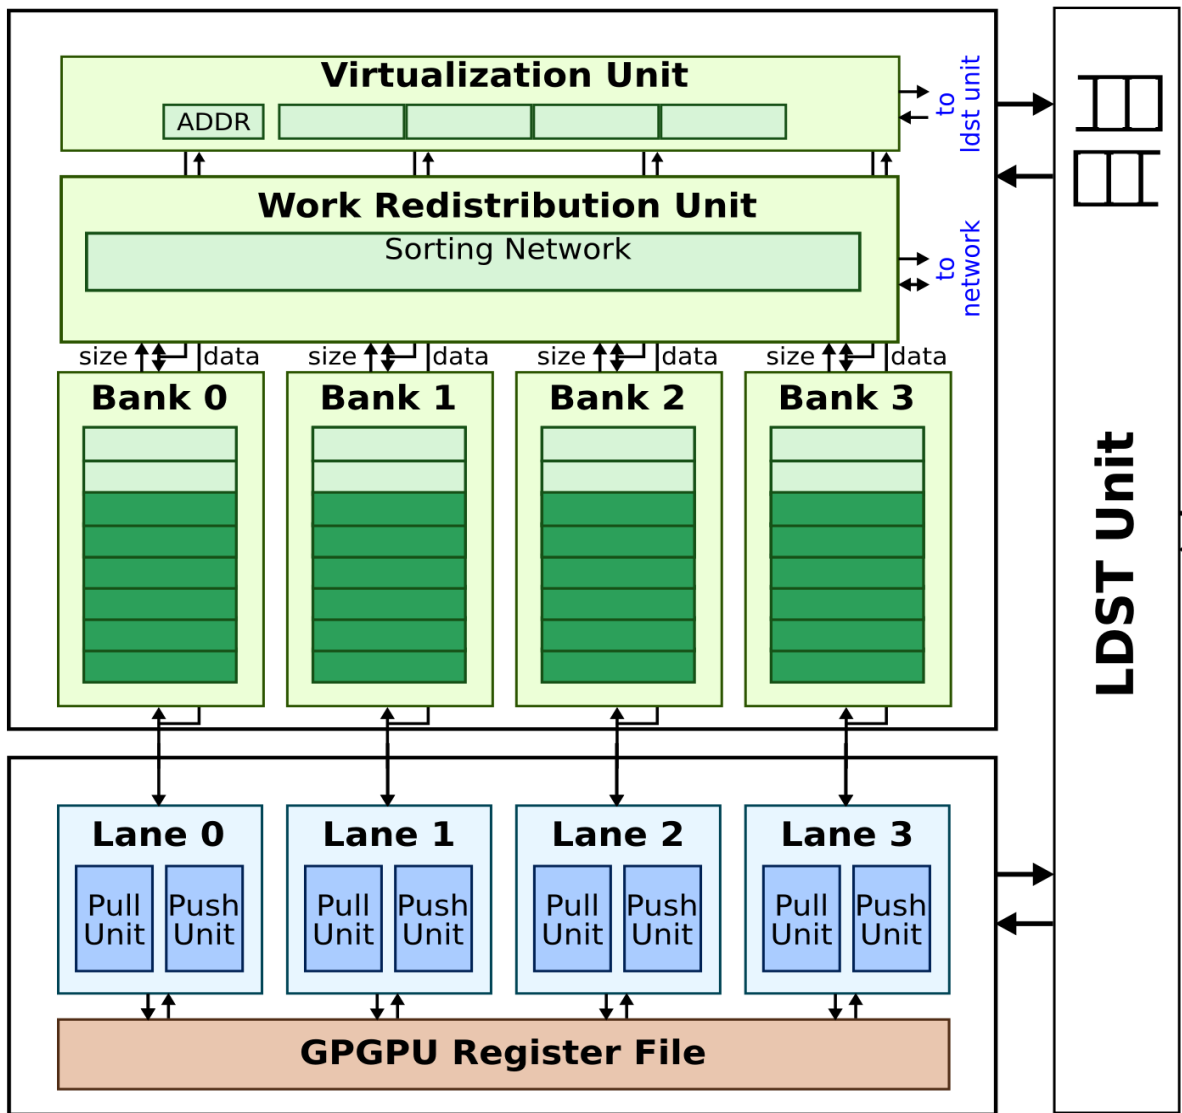 Virtualization Unit
ADDR
to
ldst unit
Work Redistribution Unit
Sorting Network
to
network
size
data
size
data
size
data
size
data
Bank 0
Bank 1
Bank 2
Bank 3
LDST Unit
Lane 0
Lane 1
Lane 2
Lane 3
Pull
Unit
Push
Unit
Pull
Unit
Push
Unit
Pull
Unit
Push
Unit
Pull
Unit
Push
Unit
GPGPU Register File